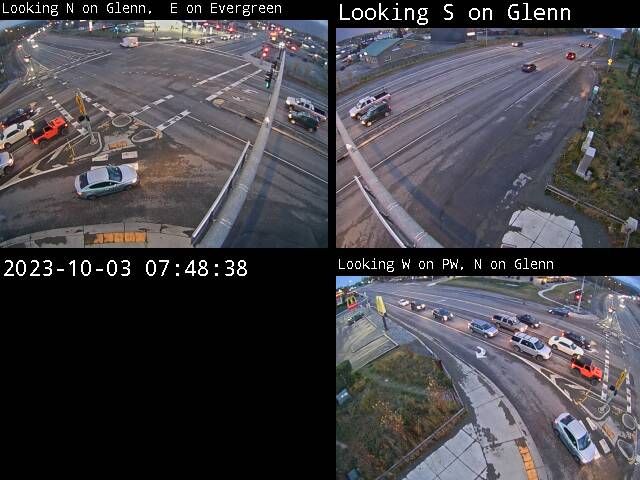 Looking N on Glenn,  E on Evergreen
Looking S on Glenn
2023-10-03 07:48:38
Looking W on PW, N on Glenn